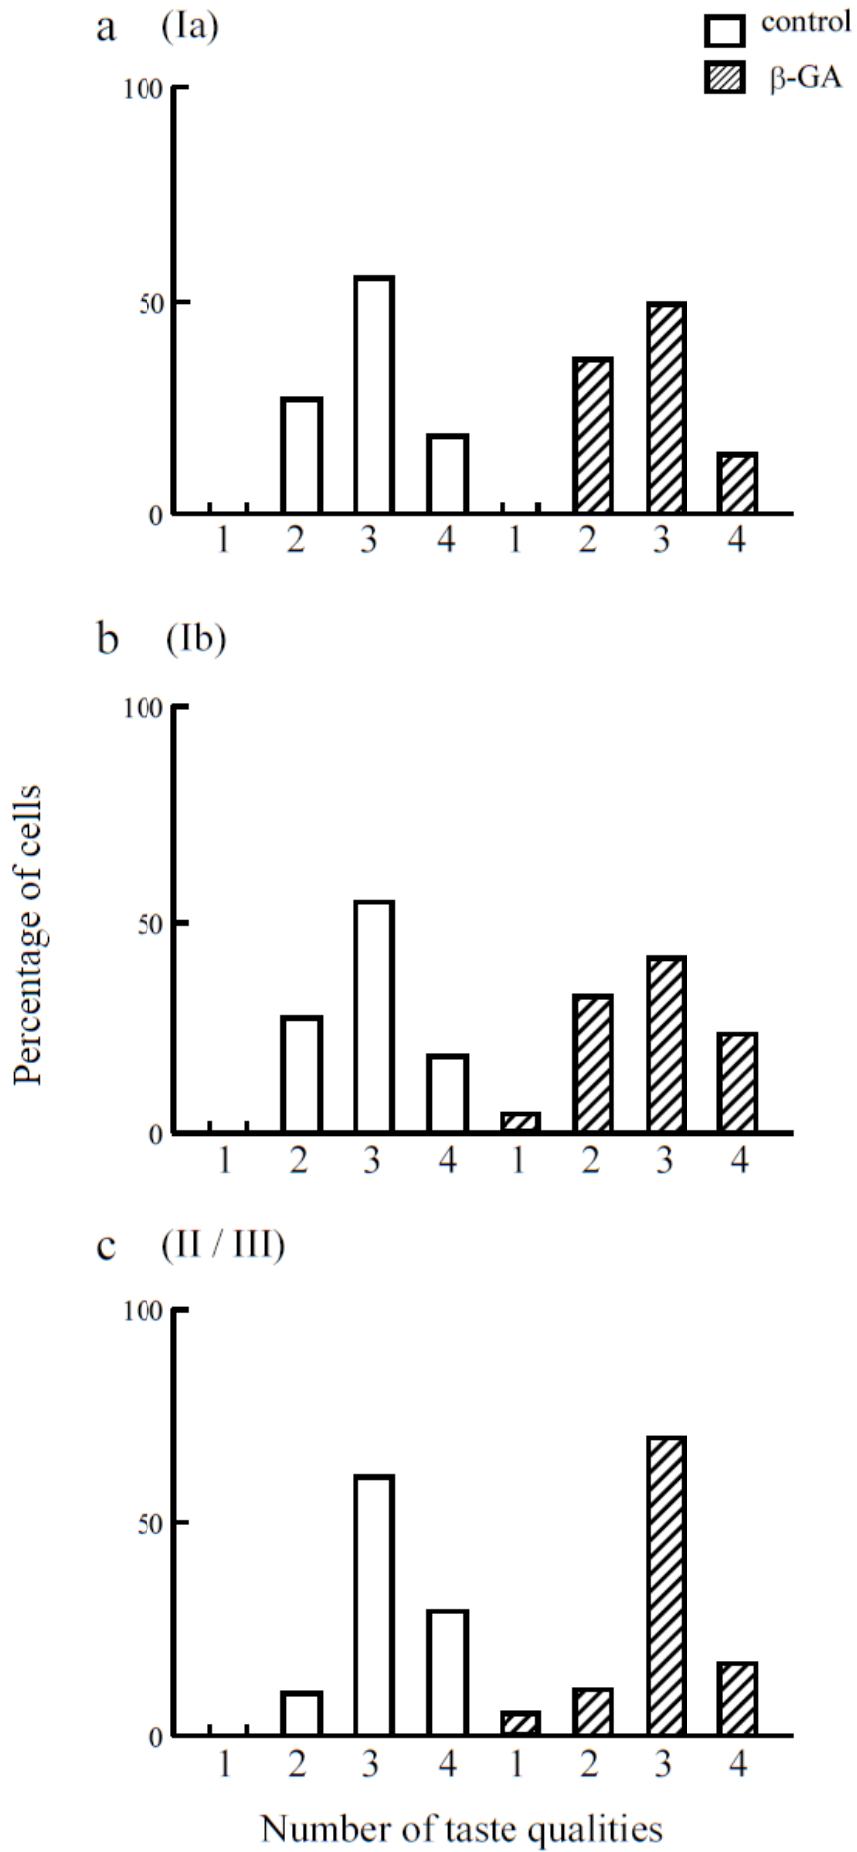 a (Ia)
control
β-GA
100
50
0
1 2 3 4 1 2 3 4
b (Ib)
100
50
0
1 2 3 4 1 2 3 4
Percentage of cells
c (II / III)
100
50
0
1 2 3 4 1 2 3 4
Number of taste qualities